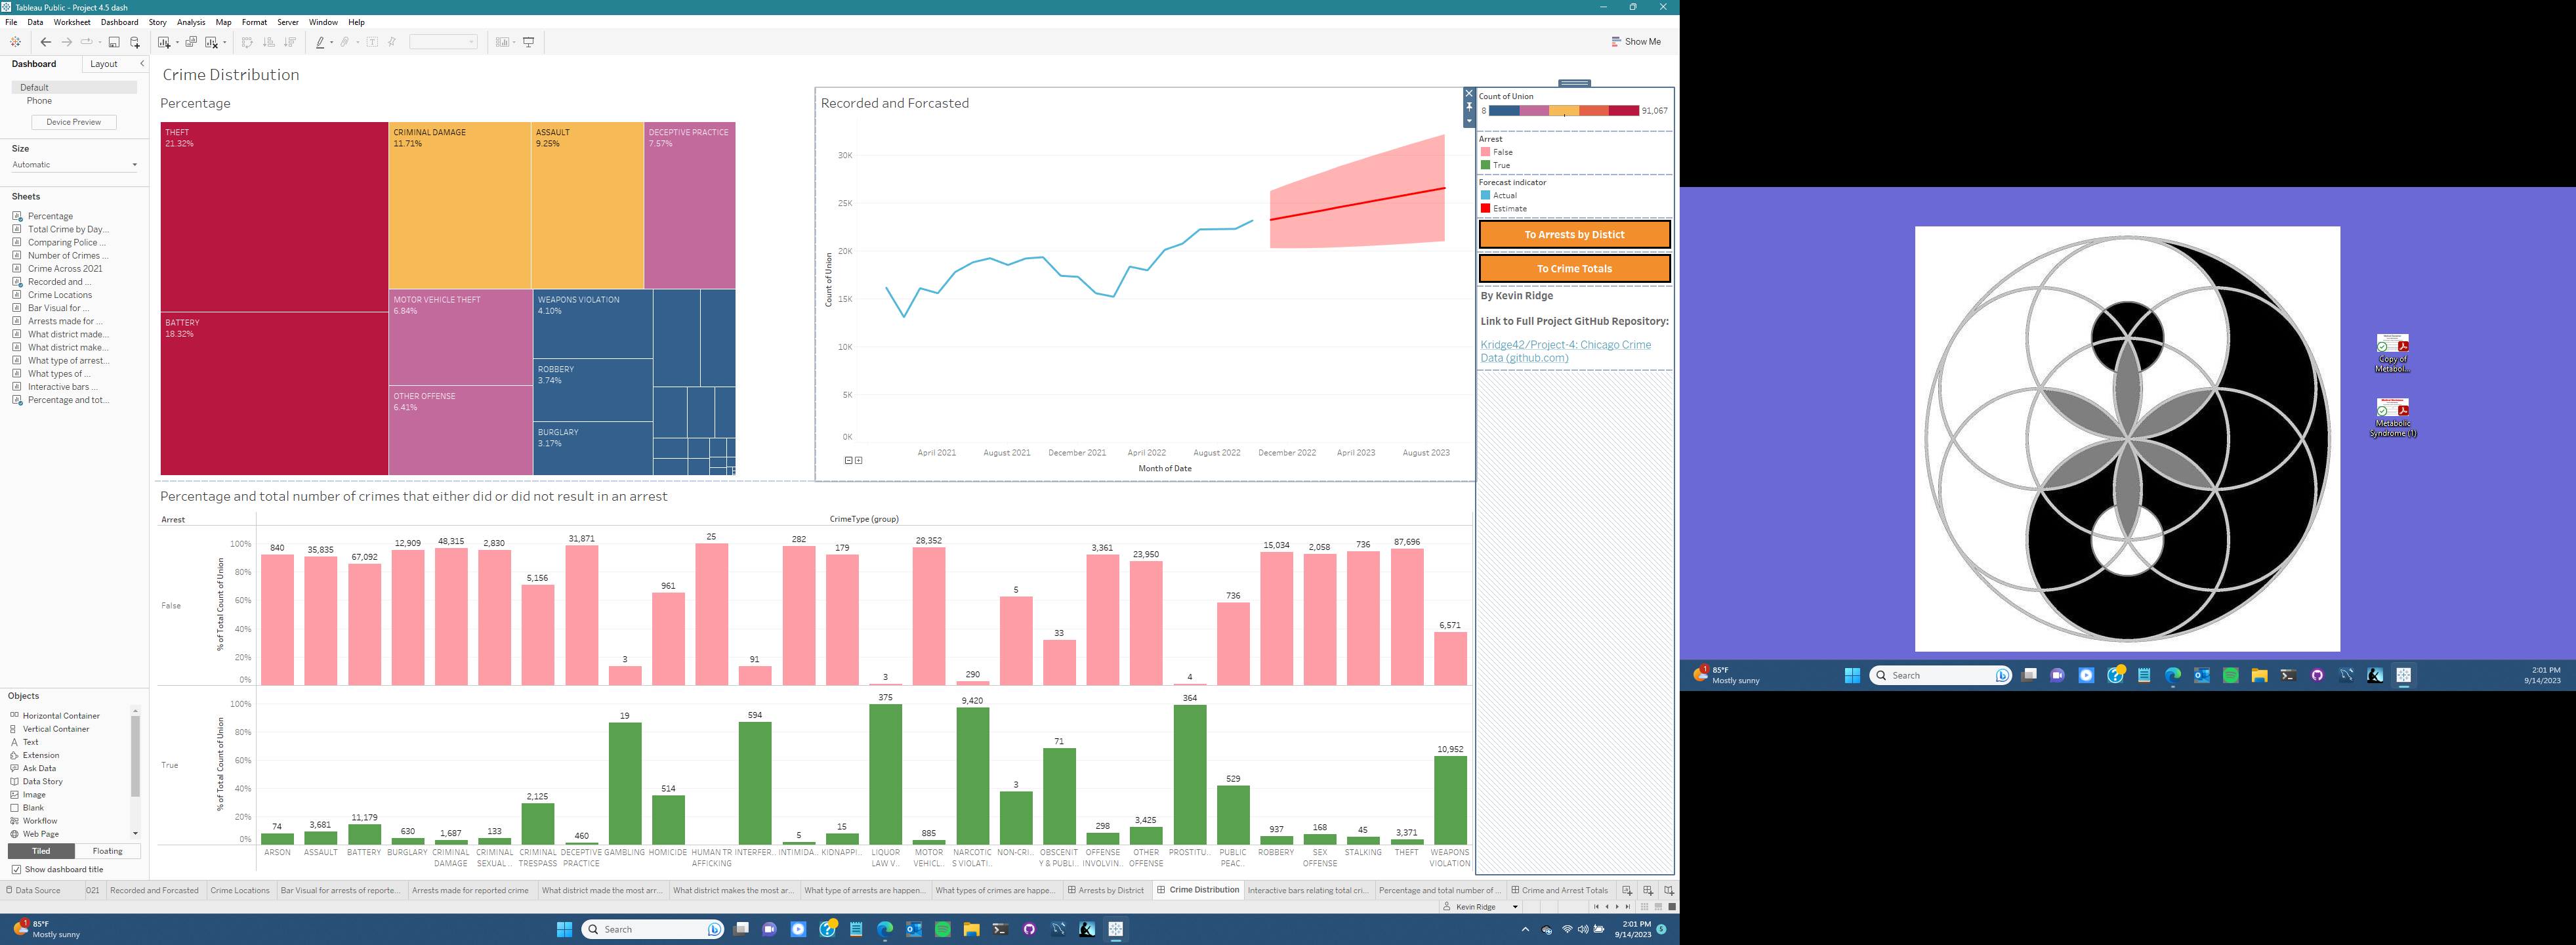 Tableau Public - Project 4.5 dash
File Data Worksheet Dashboard Story Analysis Map Format Server Window Help
Show Me
Dashboard Layout
Default
Phone
Device Preview
Size
Automatic
Sheets
Percentage
Total Crime by Day...
Comparing Police ...
Number of Crimes ...
Crime Across 2021
Recorded and ...
Crime Locations
Bar Visual for ...
Arrests made for ...
What district made...
What district make...
What type of arrest...
What types of ...
Interactive bars ...
Percentage and tot...
Objects
Horizontal Container
Vertical Container
Text
Extension
Ask Data
Data Story
Image
Blank
Workflow
Web Page
Tiled Floating
Show dashboard title
Crime Distribution
Percentage
THEFT
21.32%
BATTERY
18.32%
CRIMINAL DAMAGE
11.71%
ASSAULT
9.25%
DECEPTIVE PRACTICE
7.57%
MOTOR VEHICLE THEFT
6.84%
OTHER OFFENSE
6.41%
WEAPONS VIOLATION
4.10%
ROBBERY
3.74%
BURGLARY
3.17%
Recorded and Forcasted
Count of Union
30K
25K
20K
15K
10K
5K
0K
April 2021 August 2021 December 2021 April 2022 August 2022 December 2022 April 2023 August 2023
Month of Date
Count of Union
8 91,067
Arrest
False
True
Forecast indicator
Actual
Estimate
To Arrests by Distict
To Crime Totals
By Kevin Ridge
Link to Full Project GitHub Repository:
Kridge42/Project-4: Chicago Crime
Data (github.com)
Percentage and total number of crimes that either did or did not result in an arrest
Arrest
CrimeType (group)
False
% of Total Count of Union
100%
80%
60%
40%
20%
0%
840 35,835 67,092 12,909 48,315 2,830 5,156 31,871 3 961 25 91 282 179 3 28,352 290 5 33 3,361 23,950 4 736 15,034 2,058 736 87,696 6,571
True
% of Total Count of Union
100%
80%
60%
40%
20%
0%
74 3,681 11,179 630 1,687 133 2,125 460 19 514 594 5 15 375 885 9,420 3 71 298 3,425 364 529 937 168 45 3,371 10,952
ARSON ASSAULT BATTERY BURGLARY CRIMINAL CRIMINAL CRIMINAL DECEPTIVE GAMBLING HOMICIDE HUMAN TR INTERFER.. INTIMIDA.. KIDNAPPI.. LIQUOR MOTOR NARCOTIC NON-CRI.. OBSCENIT OFFENSE OTHER PROSTITU.. PUBLIC ROBBERY SEX STALKING THEFT WEAPONS
DAMAGE SEXUAL .. TRESPASS PRACTICE AFFICKING LAW V.. VEHICL.. S VIOLATI.. Y & PUBLI.. INVOLVIN.. OFFENSE PEAC.. OFFENSE VIOLATION
Data Source 021 Recorded and Forcasted Crime Locations Bar Visual for arrests of reporte... Arrests made for reported crime What district made the most arr... What district makes the most ar... What type of arrests are happen... What types of crimes are happe... Arrests by District Crime Distribution Interactive bars relating total cri... Percentage and total number of ... Crime and Arrest Totals
Kevin Ridge
1
85°F
Mostly sunny
Search
2:01 PM
9/14/2023
5
Copy of
Metabol...
Metabolic
Syndrome (1)
1
85°F
Mostly sunny
Search
2:01 PM
9/14/2023